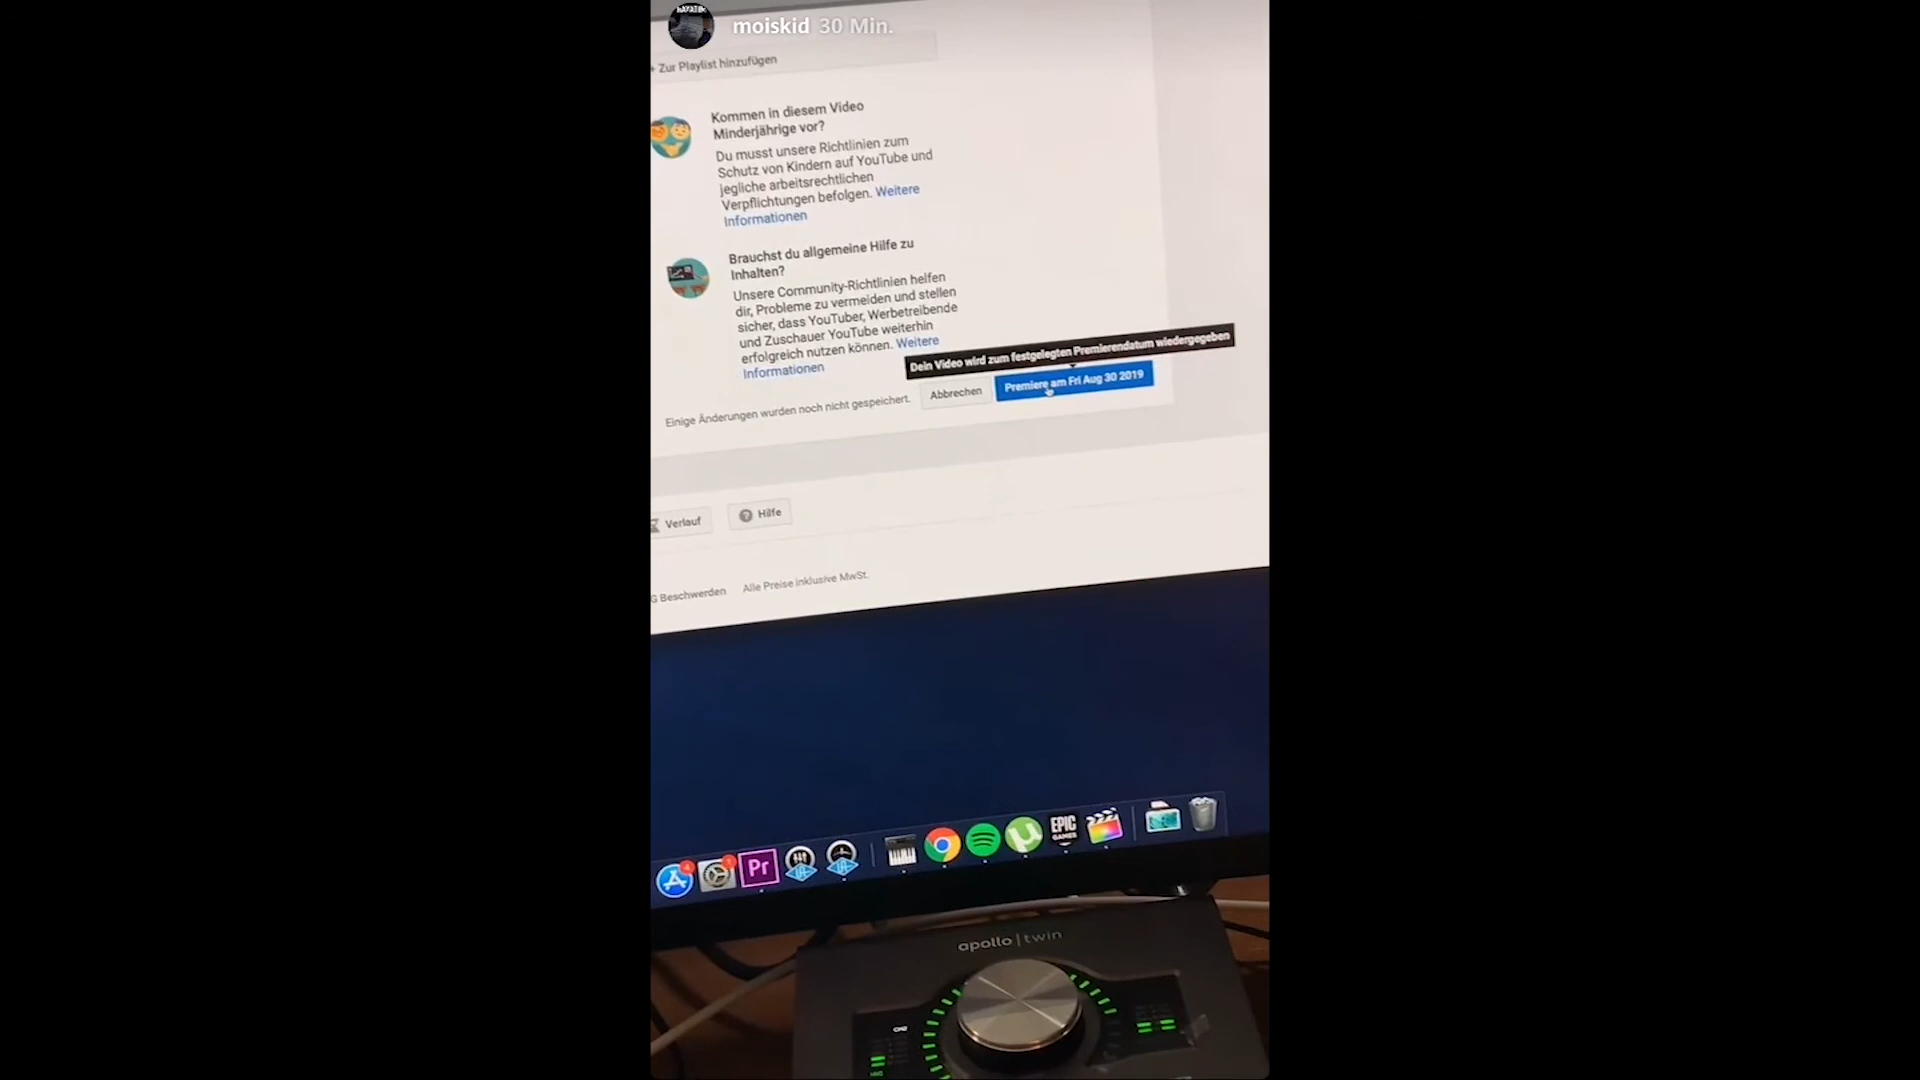 HAYATI
moiskid 30 Min.
+ Zur Playlist hinzufügen
Kommen in diesem Video
Minderjährige vor?
Du musst unsere Richtlinien zum
Schutz von Kindern auf YouTube und
jegliche arbeitsrechtlichen
Verpflichtungen befolgen. Weitere
Informationen
Brauchst du allgemeine Hilfe zu
Inhalten?
Unsere Community-Richtlinien helfen
dir, Probleme zu vermeiden und stellen
sicher, dass YouTuber, Werbetreibende
und Zuschauer YouTube weiterhin
erfolgreich nutzen können. Weitere
Informationen
Dein Video wird zum festgelegten Premierendatum wiedergegeben
Einige Änderungen wurden noch nicht gespeichert. Abbrechen Premiere am Fri Aug 30 2019
Verlauf Hilfe
G Beschwerden Alle Preise inklusive MwSt.
Pr
EPIC
GAMES
apollo | twin
CH2